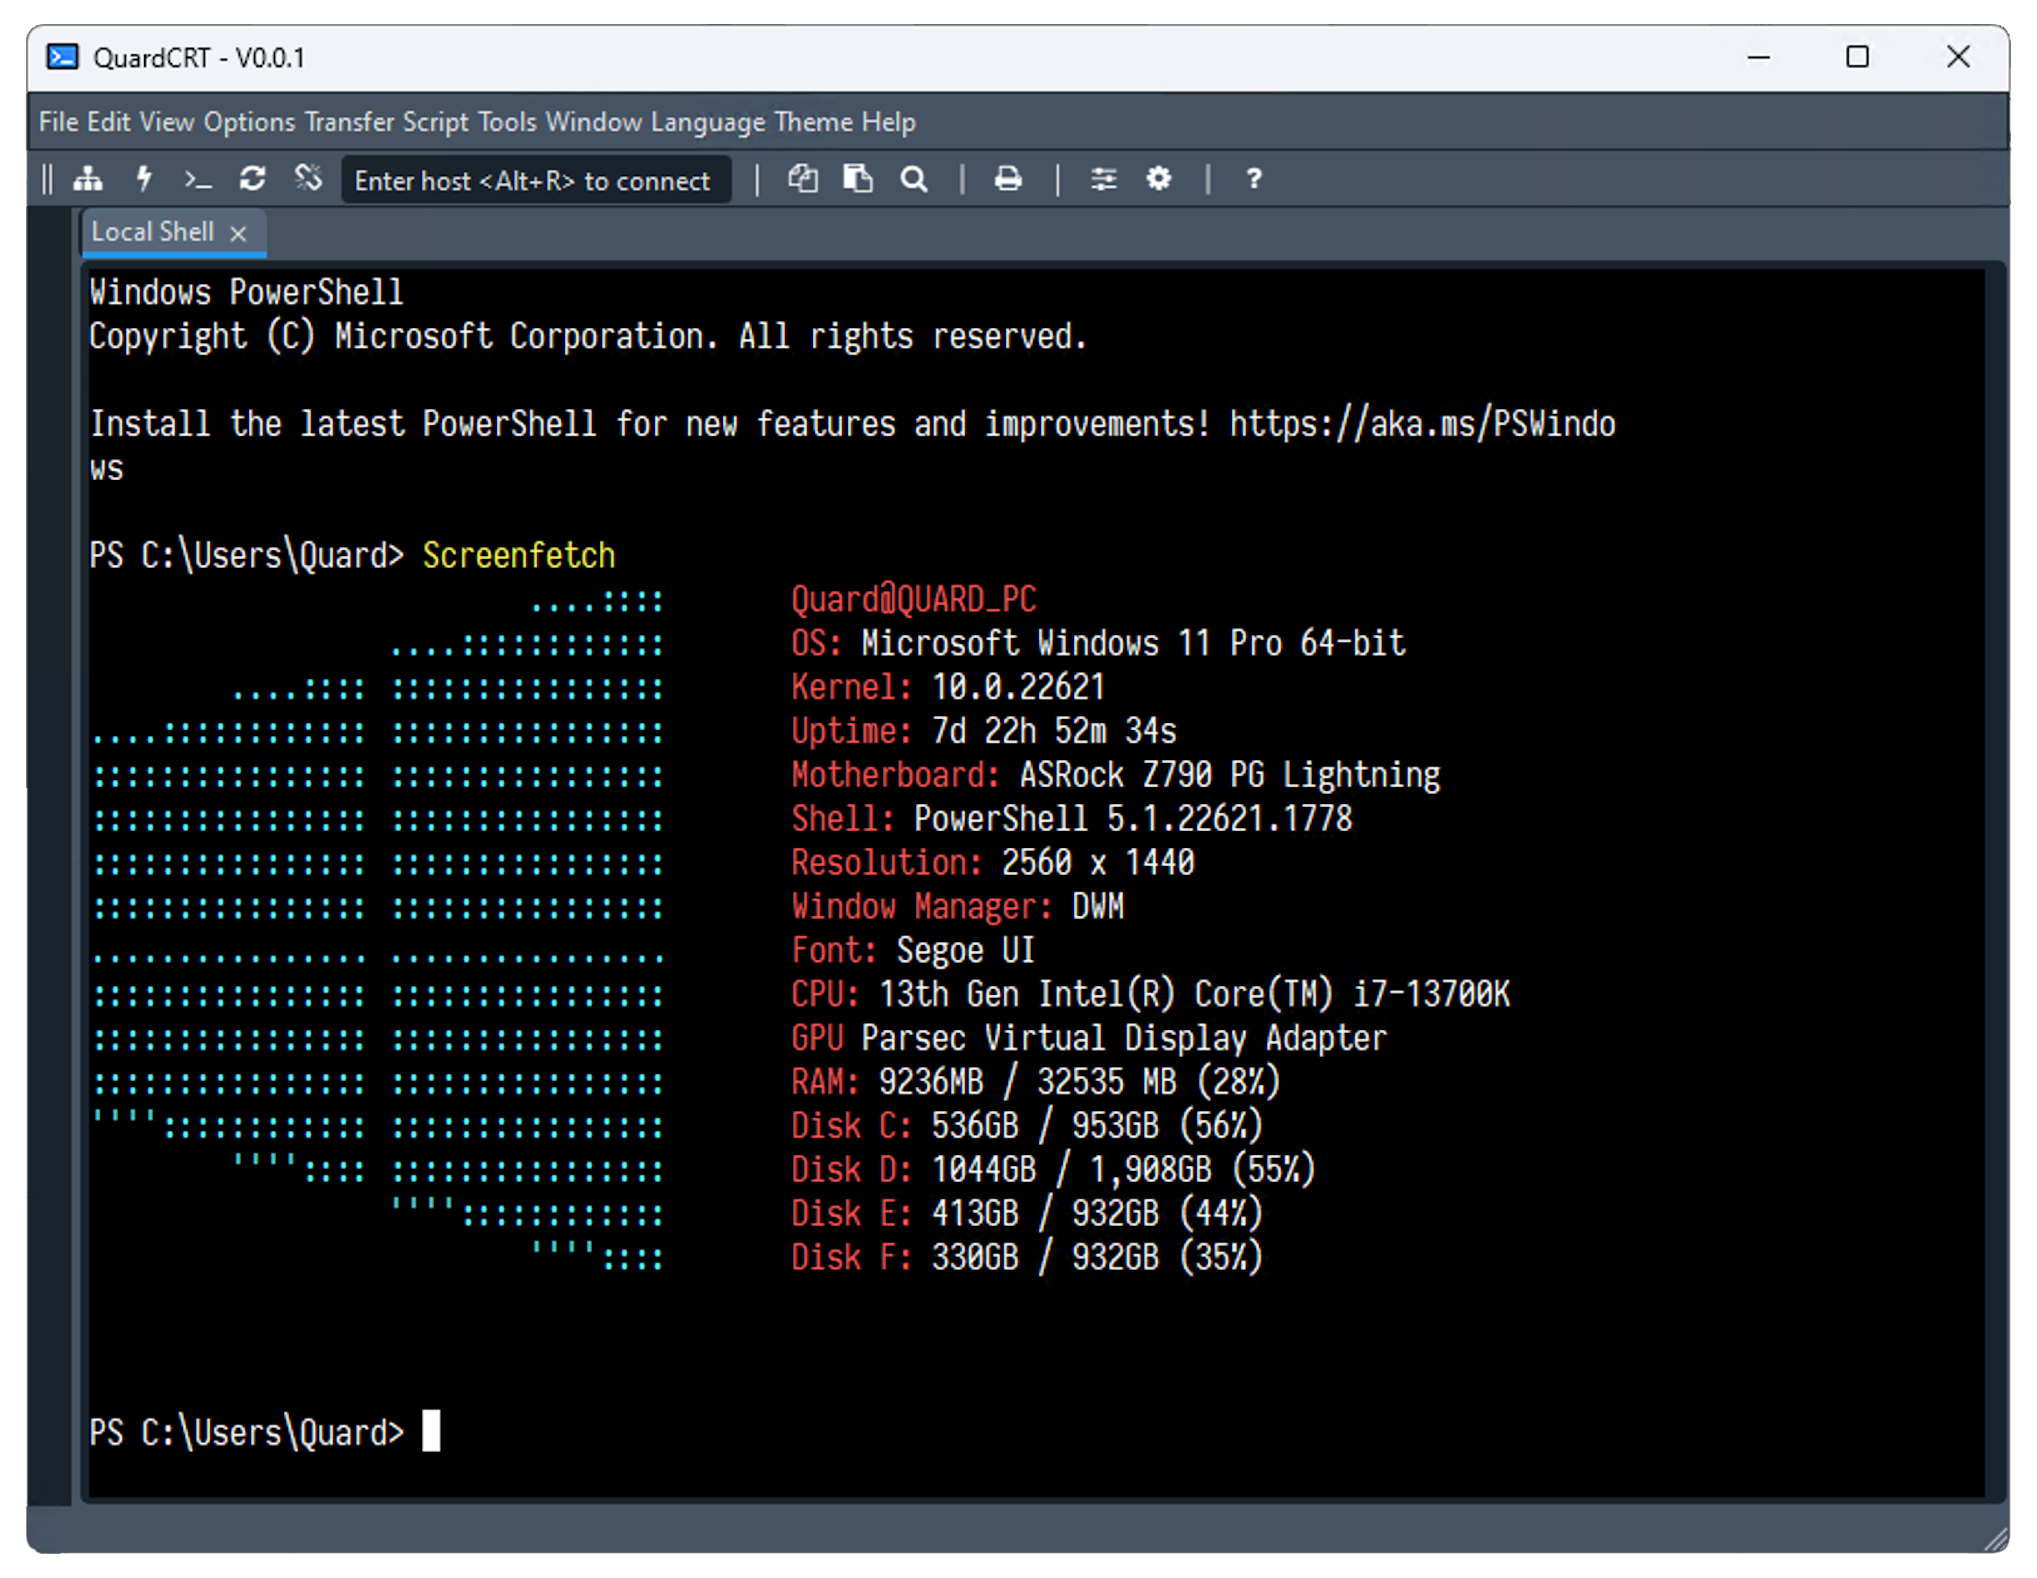 QuardCRT - V0.0.1
File Edit View Options Transfer Script Tools Window Language Theme Help
Enter host <Alt+R> to connect
Local Shell
Windows PowerShell
Copyright (C) Microsoft Corporation. All rights reserved.
Install the latest PowerShell for new features and improvements! https://aka.ms/PSWindo
ws
PS C:\Users\Quard> Screenfetch
Quard@QUARD_PC
OS: Microsoft Windows 11 Pro 64-bit
Kernel: 10.0.22621
Uptime: 7d 22h 52m 34s
Motherboard: ASRock Z790 PG Lightning
Shell: PowerShell 5.1.22621.1778
Resolution: 2560 x 1440
Window Manager: DWM
Font: Segoe UI
CPU: 13th Gen Intel(R) Core(TM) i7-13700K
GPU Parsec Virtual Display Adapter
RAM: 9236MB / 32535 MB (28%)
Disk C: 536GB / 953GB (56%)
Disk D: 1044GB / 1,908GB (55%)
Disk E: 413GB / 932GB (44%)
Disk F: 330GB / 932GB (35%)
PS C:\Users\Quard>